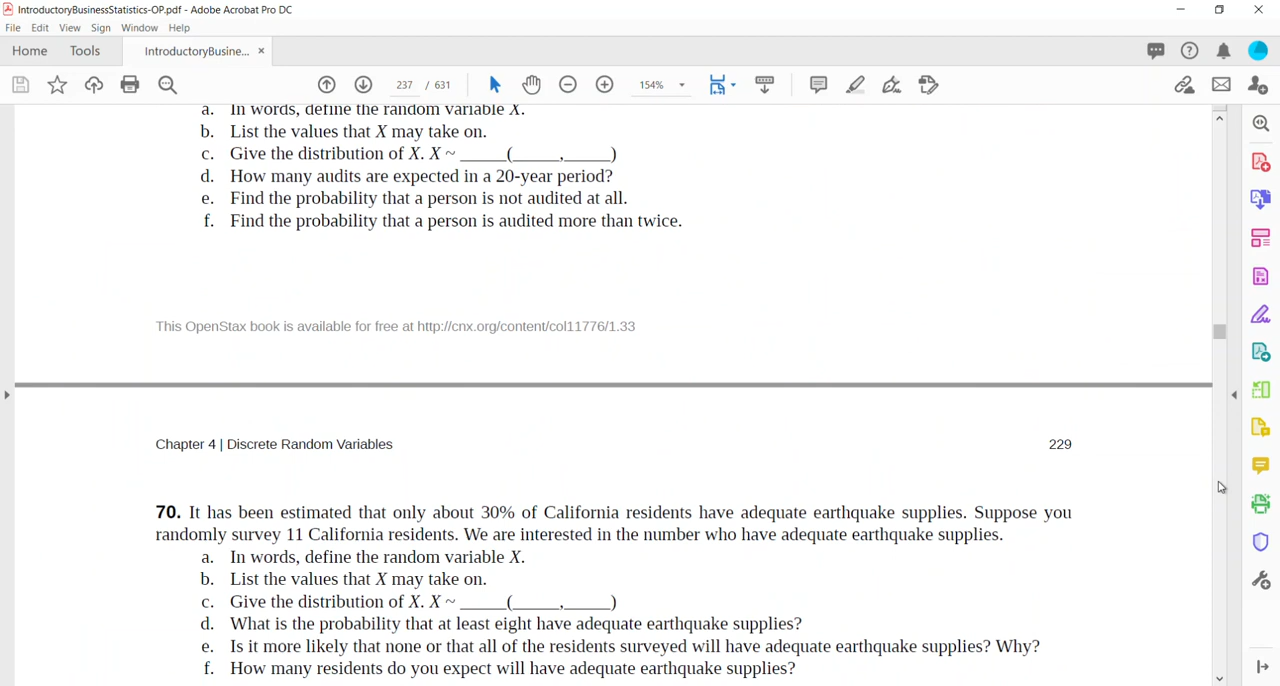 IntroductoryBusinessStatistics-OP.pdf - Adobe Acrobat Pro DC
File Edit View Sign Window Help
Home Tools IntroductoryBusine... ×
237 / 631 154%
a. In words, define the random variable X.
b. List the values that X may take on.
c. Give the distribution of X. X ~ _____(_____,_____)
d. How many audits are expected in a 20-year period?
e. Find the probability that a person is not audited at all.
f. Find the probability that a person is audited more than twice.
This OpenStax book is available for free at http://cnx.org/content/col11776/1.33
Chapter 4 | Discrete Random Variables 229
70. It has been estimated that only about 30% of California residents have adequate earthquake supplies. Suppose you
randomly survey 11 California residents. We are interested in the number who have adequate earthquake supplies.
a. In words, define the random variable X.
b. List the values that X may take on.
c. Give the distribution of X. X ~ _____(_____,_____)
d. What is the probability that at least eight have adequate earthquake supplies?
e. Is it more likely that none or that all of the residents surveyed will have adequate earthquake supplies? Why?
f. How many residents do you expect will have adequate earthquake supplies?